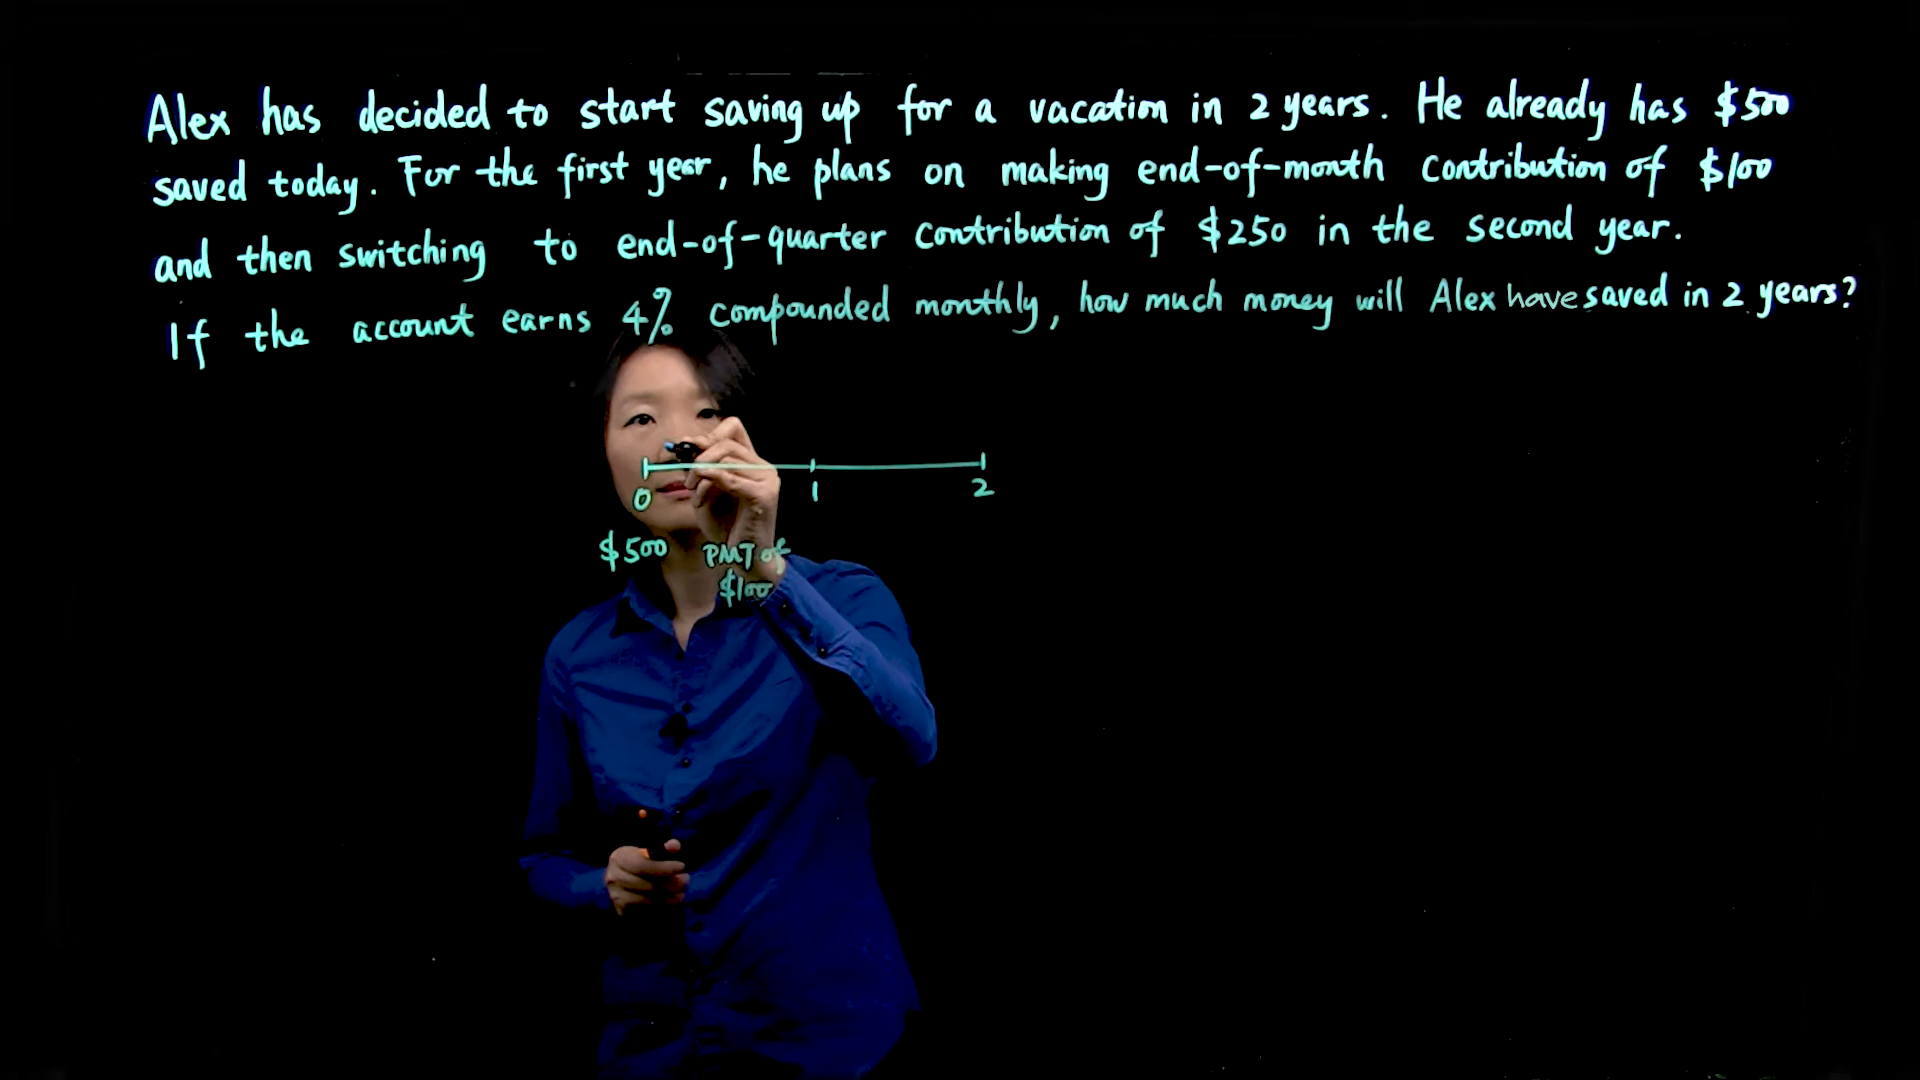 Alex has decided to start saving up for a vacation in 2 years. He already has $500
saved today. For the first year, he plans on making end-of-month contribution of $100
and then switching to end-of-quarter contribution of $250 in the second year.
If the account earns 4% compounded monthly, how much money will Alex have saved in 2 years?
0 1 2
$500 PMT of
$100